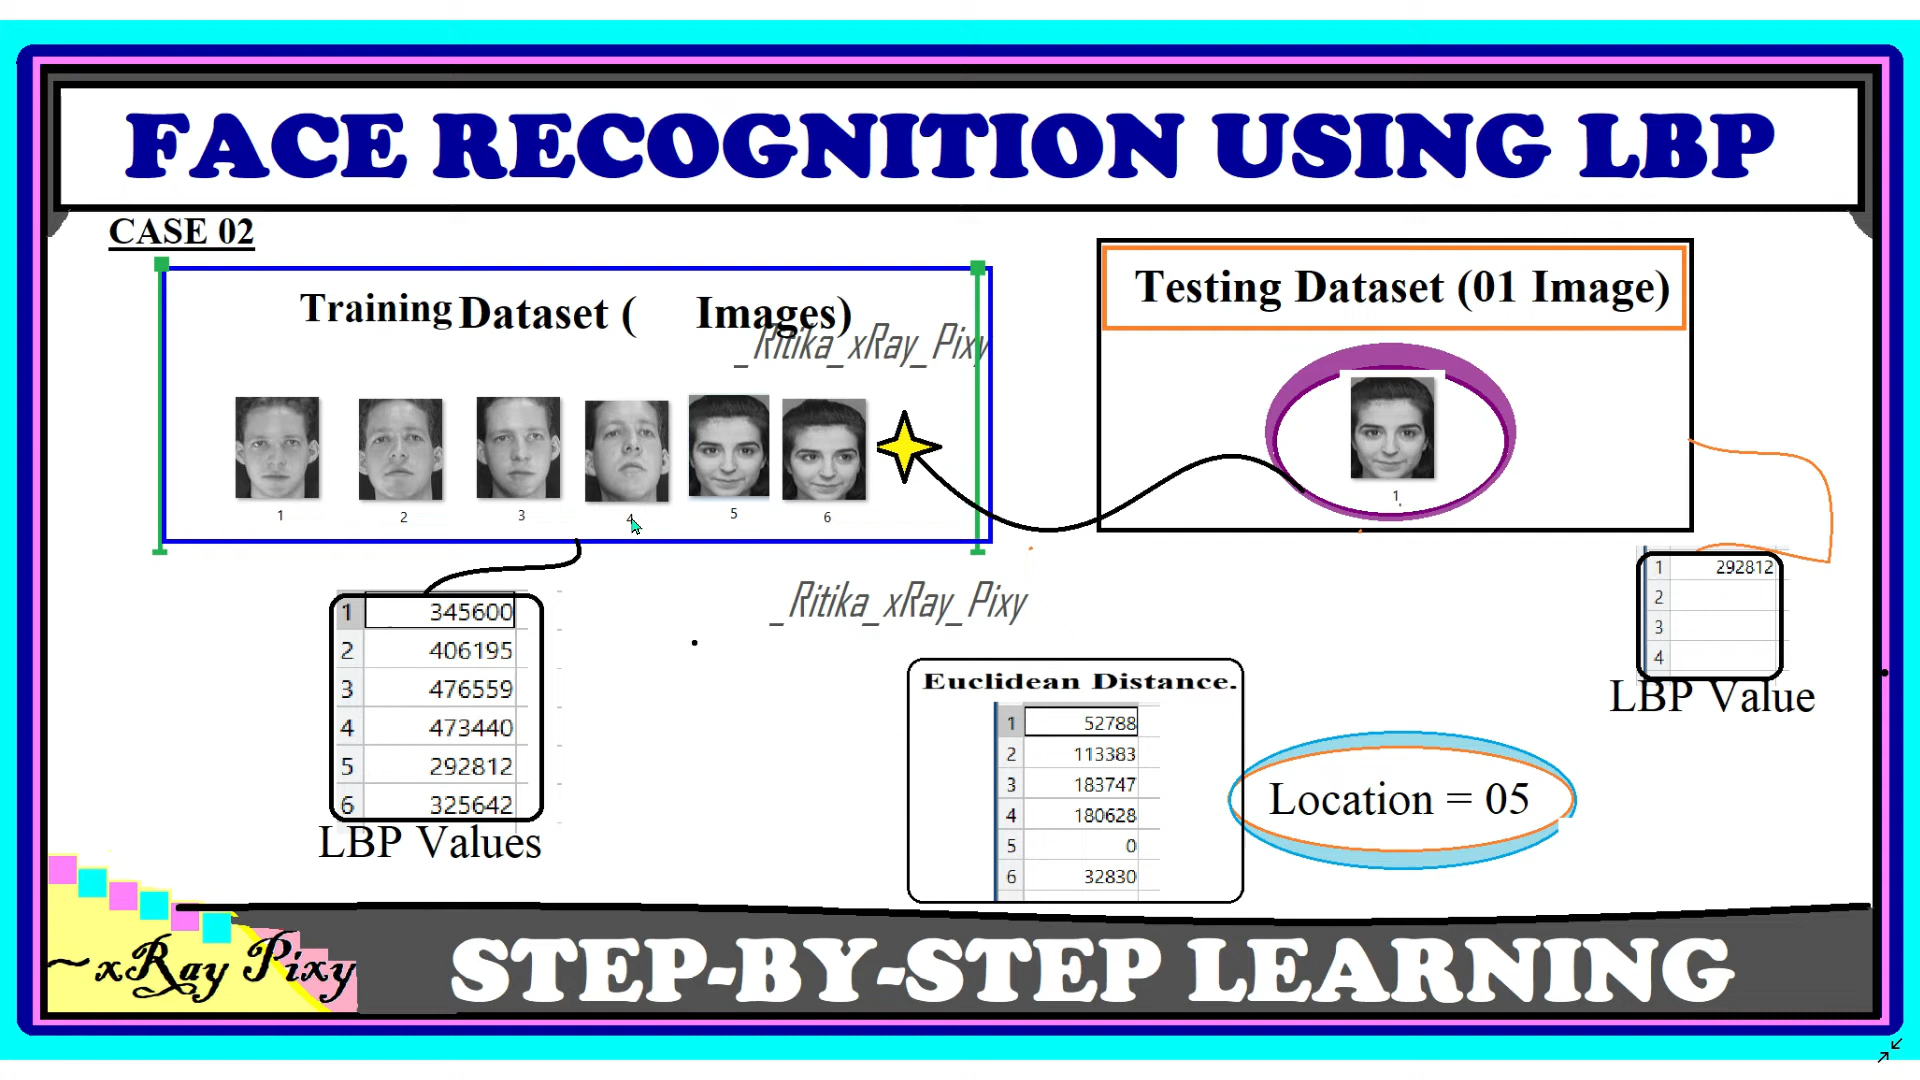 FACE RECOGNITION USING LBP
CASE 02
Training Dataset ( Images)
_Ritika_xRay_Pixy
1 2 3 4 5 6
Testing Dataset (01 Image)
1
1 345600
2 406195
3 476559
4 473440
5 292812
6 325642
LBP Values
_Ritika_xRay_Pixy
Euclidean Distance.
1 52788
2 113383
3 183747
4 180628
5 0
6 32830
Location = 05
1 292812
2
3
4
LBP Value
~xRay Pixy
STEP-BY-STEP LEARNING